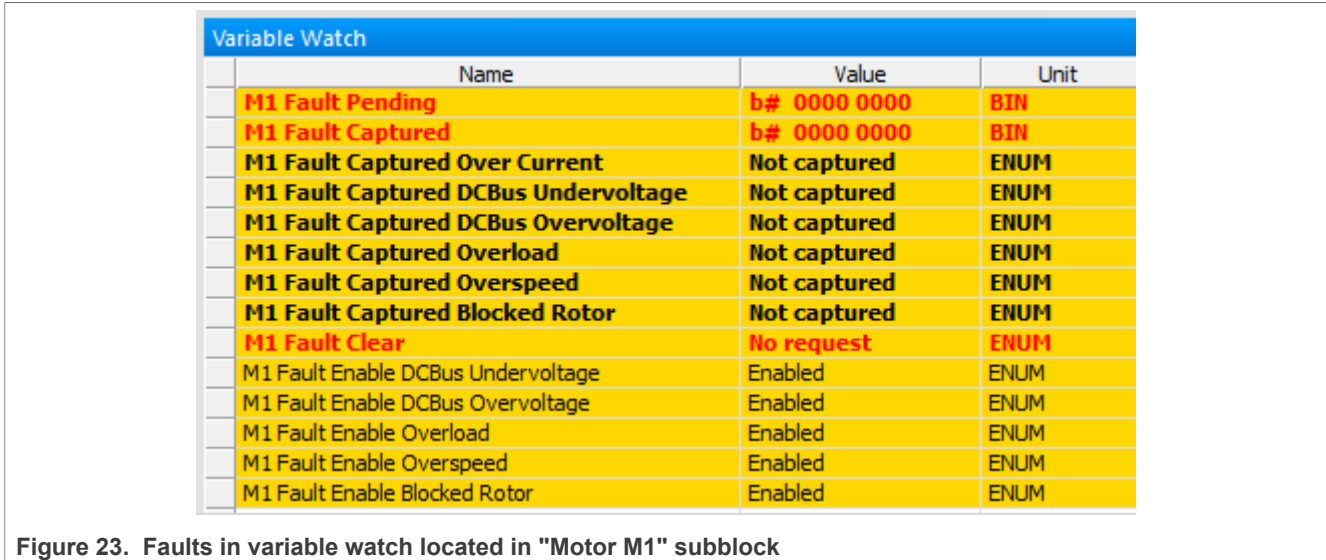 Variable Watch
Name Value Unit
M1 Fault Pending b# 0000 0000 BIN
M1 Fault Captured b# 0000 0000 BIN
M1 Fault Captured Over Current Not captured ENUM
M1 Fault Captured DCBus Undervoltage Not captured ENUM
M1 Fault Captured DCBus Overvoltage Not captured ENUM
M1 Fault Captured Overload Not captured ENUM
M1 Fault Captured Overspeed Not captured ENUM
M1 Fault Captured Blocked Rotor Not captured ENUM
M1 Fault Clear No request ENUM
M1 Fault Enable DCBus Undervoltage Enabled ENUM
M1 Fault Enable DCBus Overvoltage Enabled ENUM
M1 Fault Enable Overload Enabled ENUM
M1 Fault Enable Overspeed Enabled ENUM
M1 Fault Enable Blocked Rotor Enabled ENUM
Figure 23. Faults in variable watch located in "Motor M1" subblock